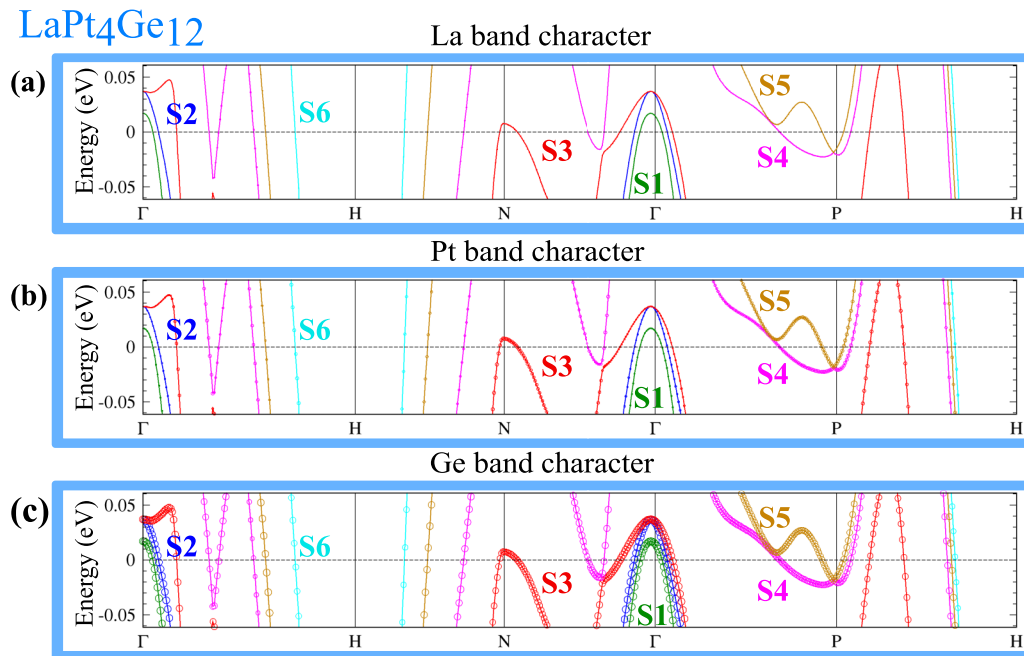 LaPt4Ge12
La band character
(a)
Energy (eV)
0.05
0
-0.05
S2
S6
S3
S1
S5
S4
Γ H N Γ P H
Pt band character
(b)
Energy (eV)
0.05
0
-0.05
S2
S6
S3
S1
S5
S4
Γ H N Γ P H
Ge band character
(c)
Energy (eV)
0.05
0
-0.05
S2
S6
S3
S1
S5
S4
Γ H N Γ P H